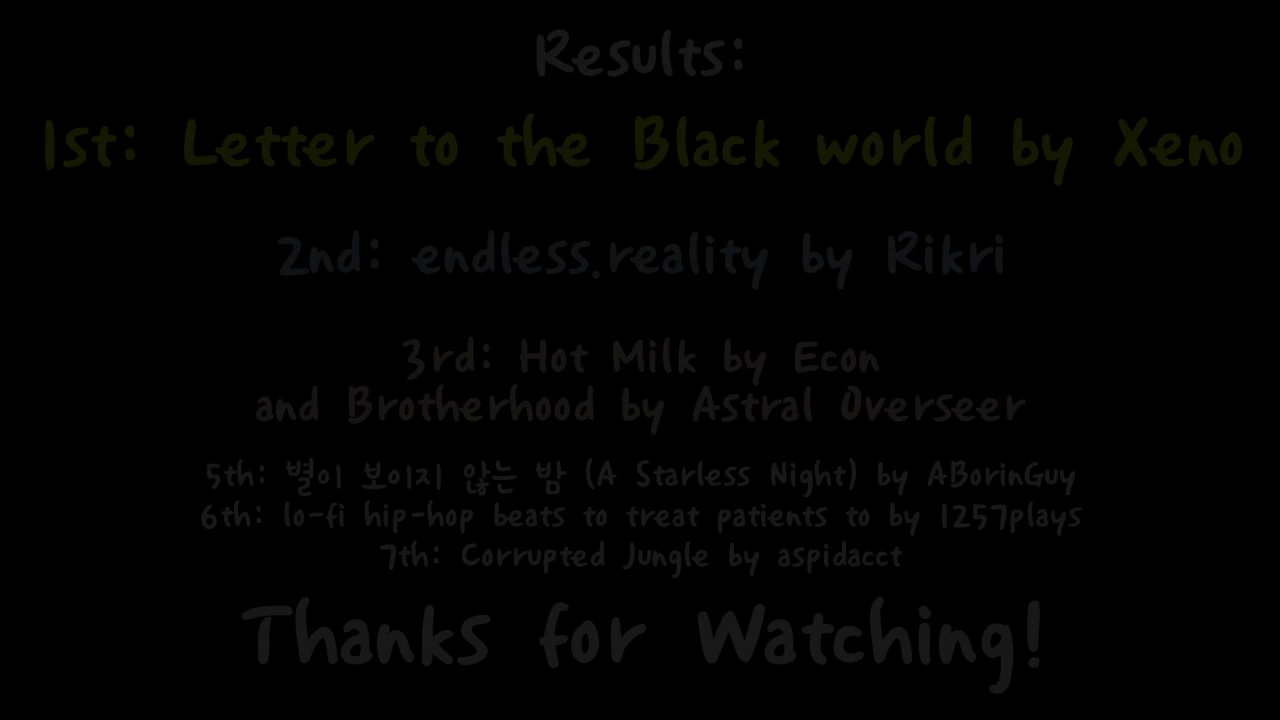 Results:
1st: Letter to the Black world by Xeno
2nd: endless.reality by Rikri
3rd: Hot Milk by Econ
and Brotherhood by Astral Overseer
5th: 별이 보이지 않는 밤 (A Starless Night) by ABorinGuy
6th: lo-fi hip-hop beats to treat patients to by 1257plays
7th: Corrupted Jungle by aspidacct
Thanks for Watching!